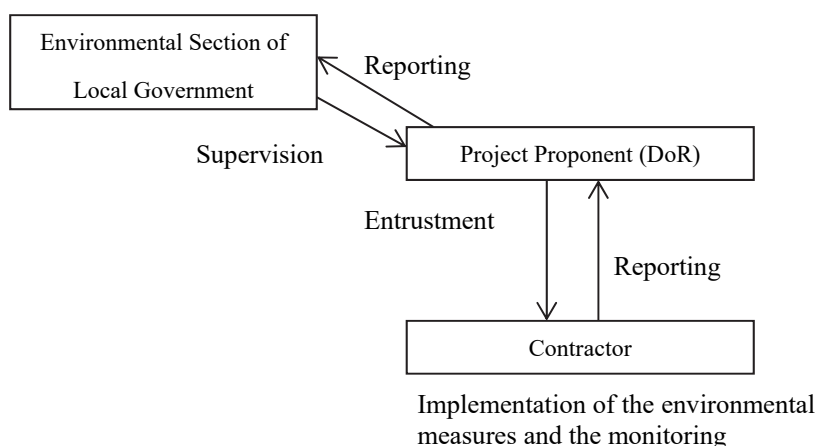 Environmental Section of
Local Government
Reporting
Supervision
Project Proponent (DoR)
Entrustment
Reporting
Contractor
Implementation of the environmental
measures and the monitoring